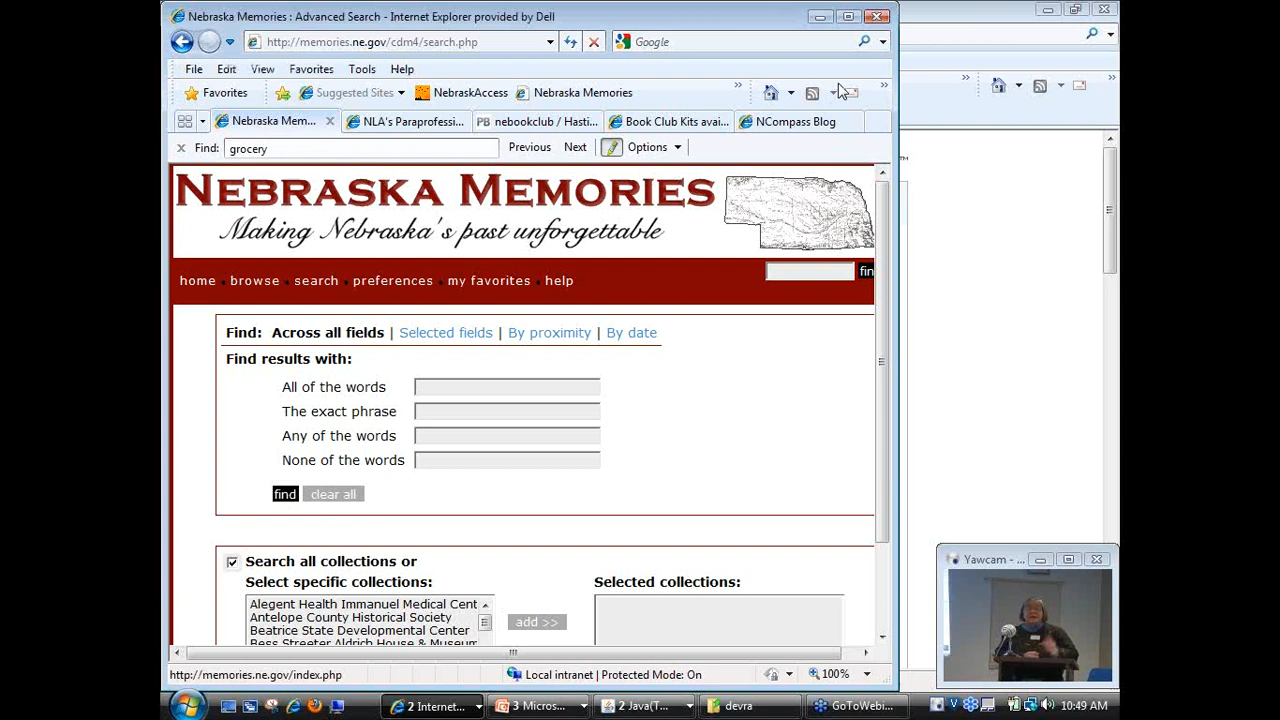 Nebraska Memories : Advanced Search - Internet Explorer provided by Dell
http://memories.ne.gov/cdm4/search.php
Google
File Edit View Favorites Tools Help
Favorites Suggested Sites NebraskAccess Nebraska Memories
Nebraska Mem... NLA's Paraprofessi... PB nebookclub / Hasti... Book Club Kits avai... NCompass Blog
Find: grocery Previous Next Options
NEBRASKA MEMORIES
Making Nebraska's past unforgettable
home browse search preferences my favorites help
fin
Find: Across all fields | Selected fields | By proximity | By date
Find results with:
All of the words
The exact phrase
Any of the words
None of the words
find clear all
Search all collections or
Select specific collections: Selected collections:
Alegent Health Immanuel Medical Cent
Antelope County Historical Society
Beatrice State Developmental Center
Bess Streeter Aldrich House & Museum
add >>
http://memories.ne.gov/index.php Local intranet | Protected Mode: On 100%
Yawcam - ...
2 Internet... 3 Micros... 2 Java(T... devra GoToWebi... 10:49 AM